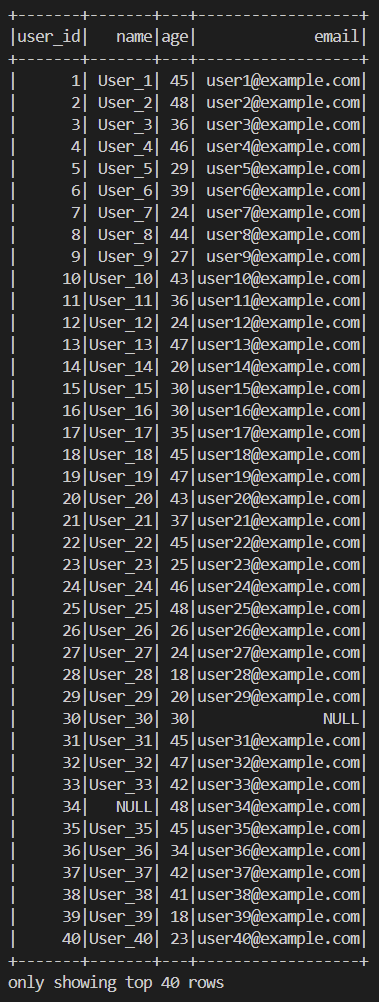 +-------+-------+---+------------------+
|user_id|   name|age|             email|
+-------+-------+---+------------------+
|      1| User_1| 45| user1@example.com|
|      2| User_2| 48| user2@example.com|
|      3| User_3| 36| user3@example.com|
|      4| User_4| 46| user4@example.com|
|      5| User_5| 29| user5@example.com|
|      6| User_6| 39| user6@example.com|
|      7| User_7| 24| user7@example.com|
|      8| User_8| 44| user8@example.com|
|      9| User_9| 27| user9@example.com|
|     10|User_10| 43|user10@example.com|
|     11|User_11| 36|user11@example.com|
|     12|User_12| 24|user12@example.com|
|     13|User_13| 47|user13@example.com|
|     14|User_14| 20|user14@example.com|
|     15|User_15| 30|user15@example.com|
|     16|User_16| 30|user16@example.com|
|     17|User_17| 35|user17@example.com|
|     18|User_18| 45|user18@example.com|
|     19|User_19| 47|user19@example.com|
|     20|User_20| 43|user20@example.com|
|     21|User_21| 37|user21@example.com|
|     22|User_22| 45|user22@example.com|
|     23|User_23| 25|user23@example.com|
|     24|User_24| 46|user24@example.com|
|     25|User_25| 48|user25@example.com|
|     26|User_26| 26|user26@example.com|
|     27|User_27| 24|user27@example.com|
|     28|User_28| 18|user28@example.com|
|     29|User_29| 20|user29@example.com|
|     30|User_30| 30|              NULL|
|     31|User_31| 45|user31@example.com|
|     32|User_32| 47|user32@example.com|
|     33|User_33| 42|user33@example.com|
|     34|   NULL| 48|user34@example.com|
|     35|User_35| 45|user35@example.com|
|     36|User_36| 34|user36@example.com|
|     37|User_37| 42|user37@example.com|
|     38|User_38| 41|user38@example.com|
|     39|User_39| 18|user39@example.com|
|     40|User_40| 23|user40@example.com|
+-------+-------+---+------------------+
only showing top 40 rows